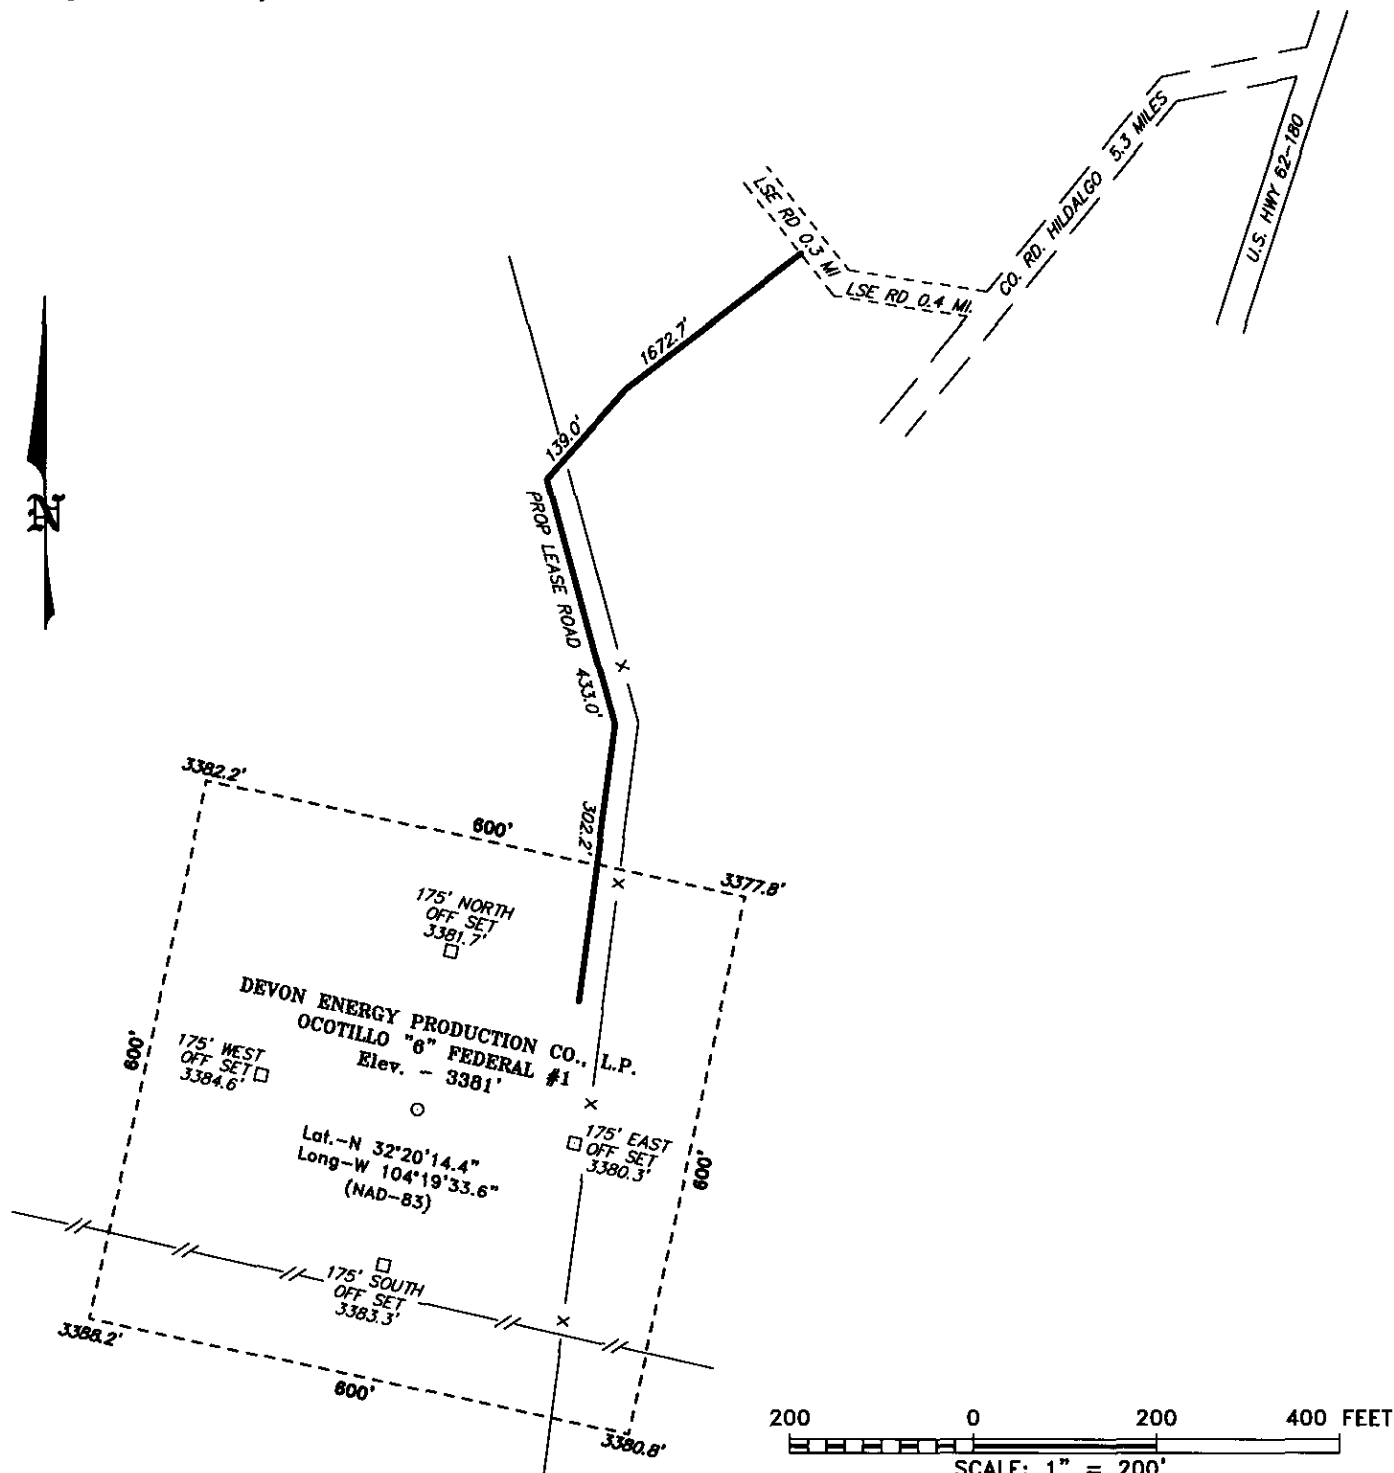 5.3 MILES
CO. RD. HILDALGO
U.S. HWY 62-180
LSE RD 0.3 MI
LSE RD 0.4 MI.
1672.7'
139.0'
N
PROP LEASE ROAD 433.0'
302.2'
3382.2'
600'
3377.8'
175' NORTH
OFF SET
3381.7'
DEVON ENERGY PRODUCTION CO., L.P.
OCOTILLO "6" FEDERAL #1
Elev. - 3381'
600'
175' WEST
OFF SET
3384.6'
Lat.-N 32°20'14.4"
Long-W 104°19'33.6"
(NAD-83)
175' EAST
OFF SET
3380.3'
600'
175' SOUTH
OFF SET
3383.3'
3388.2'
600'
3380.8'
200 0 200 400 FEET
SCALE: 1" = 200'